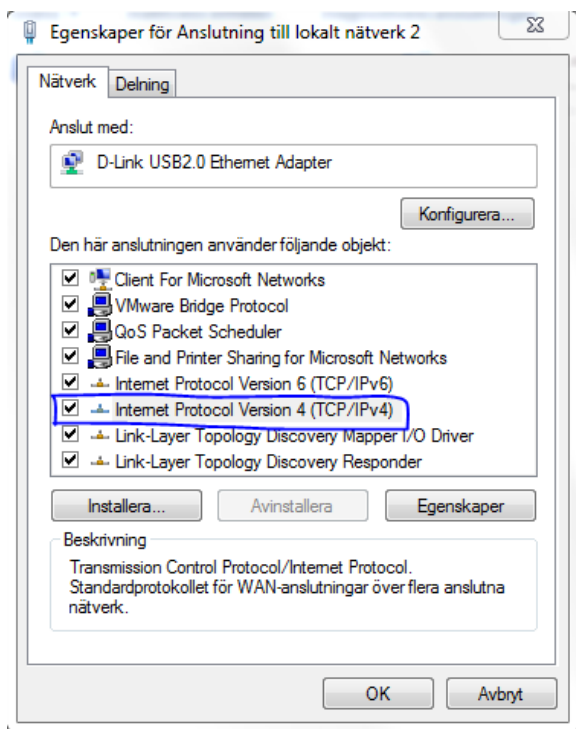 Egenskaper för Anslutning till lokalt nätverk 2
Nätverk
Delning
Anslut med:
D-Link USB2.0 Ethernet Adapter
Konfigurera...
Den här anslutningen använder följande objekt:
Client For Microsoft Networks
VMware Bridge Protocol
QoS Packet Scheduler
File and Printer Sharing for Microsoft Networks
Internet Protocol Version 6 (TCP/IPv6)
Internet Protocol Version 4 (TCP/IPv4)
Link-Layer Topology Discovery Mapper I/O Driver
Link-Layer Topology Discovery Responder
Installera...
Avinstallera
Egenskaper
Beskrivning
Transmission Control Protocol/Internet Protocol.
Standardprotokollet för WAN-anslutningar över flera anslutna
nätverk.
OK
Avbryt